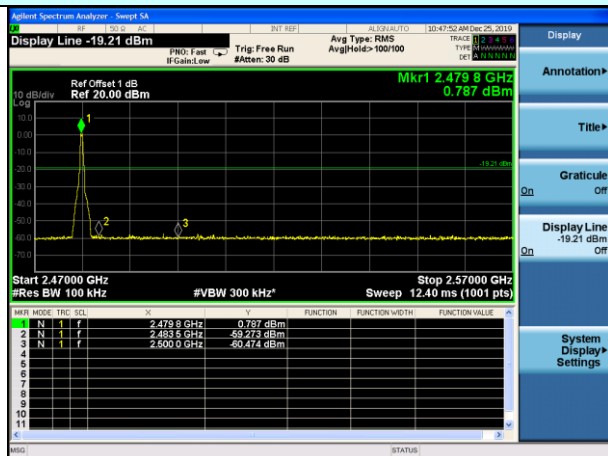 Agilent Spectrum Analyzer - Swept SA
RF 50 Ω AC INT REF ALIGNAUTO 10:47:52 AM Dec 25, 2019
Display Line -19.21 dBm
PNO: Fast
IFGain:Low
Trig: Free Run
#Atten: 30 dB
Avg Type: RMS
Avg|Hold:>100/100
TRACE 1 2 3 4 5 6
TYPE M
DET A N N N N N
Ref Offset 1 dB
Ref 20.00 dBm
10 dB/div
Log
Mkr1 2.479 8 GHz
0.787 dBm
10.0
0.00
-10.0
-20.0
-30.0
-40.0
-50.0
-60.0
-70.0
1
2
3
-19.21 dBm
Start 2.47000 GHz
Stop 2.57000 GHz
#Res BW 100 kHz
#VBW 300 kHz*
Sweep 12.40 ms (1001 pts)
MKR MODE TRC SCL X Y FUNCTION FUNCTION WIDTH FUNCTION VALUE
1 N 1 f 2.479 8 GHz 0.787 dBm
2 N 1 f 2.483 5 GHz -59.273 dBm
3 N 1 f 2.500 0 GHz -60.474 dBm
4
5
6
7
8
9
10
11
MSG
STATUS
Display
Annotation
Title
Graticule
On Off
Display Line
-19.21 dBm
On Off
System
Display
Settings